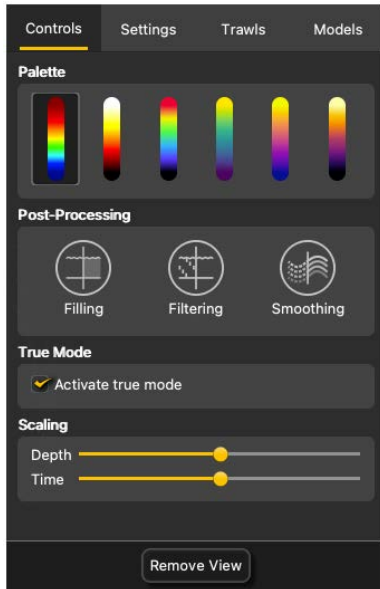 Controls Settings Trawls Models
Palette
Post-Processing
Filling Filtering Smoothing
True Mode
Activate true mode
Scaling
Depth
Time
Remove View